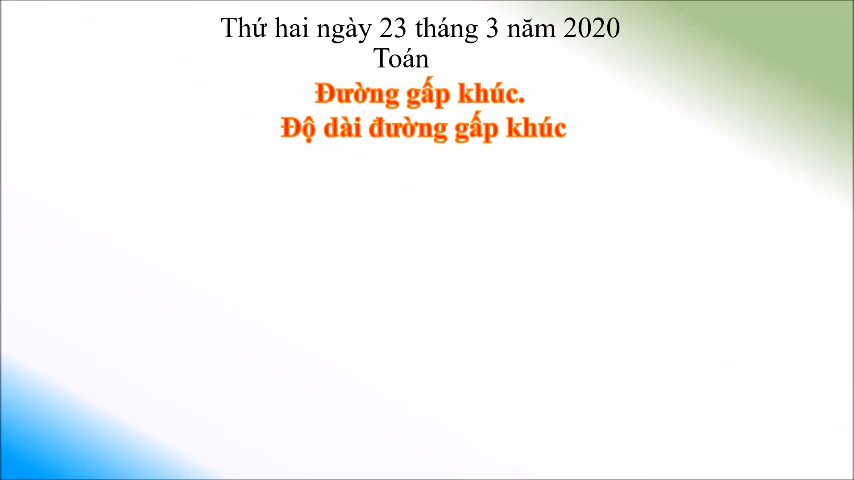 Thứ hai ngày 23 tháng 3 năm 2020
Toán
Đường gấp khúc.
Độ dài đường gấp khúc